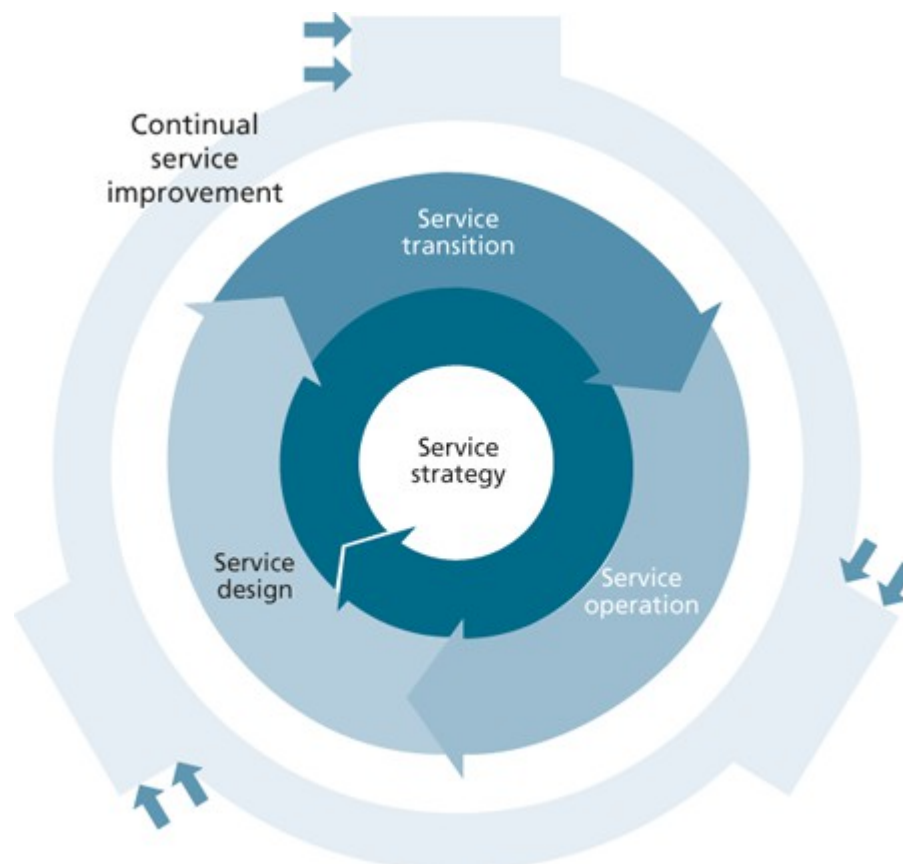 Continual
service
improvement
Service
transition
Service
strategy
Service
design
Service
operation